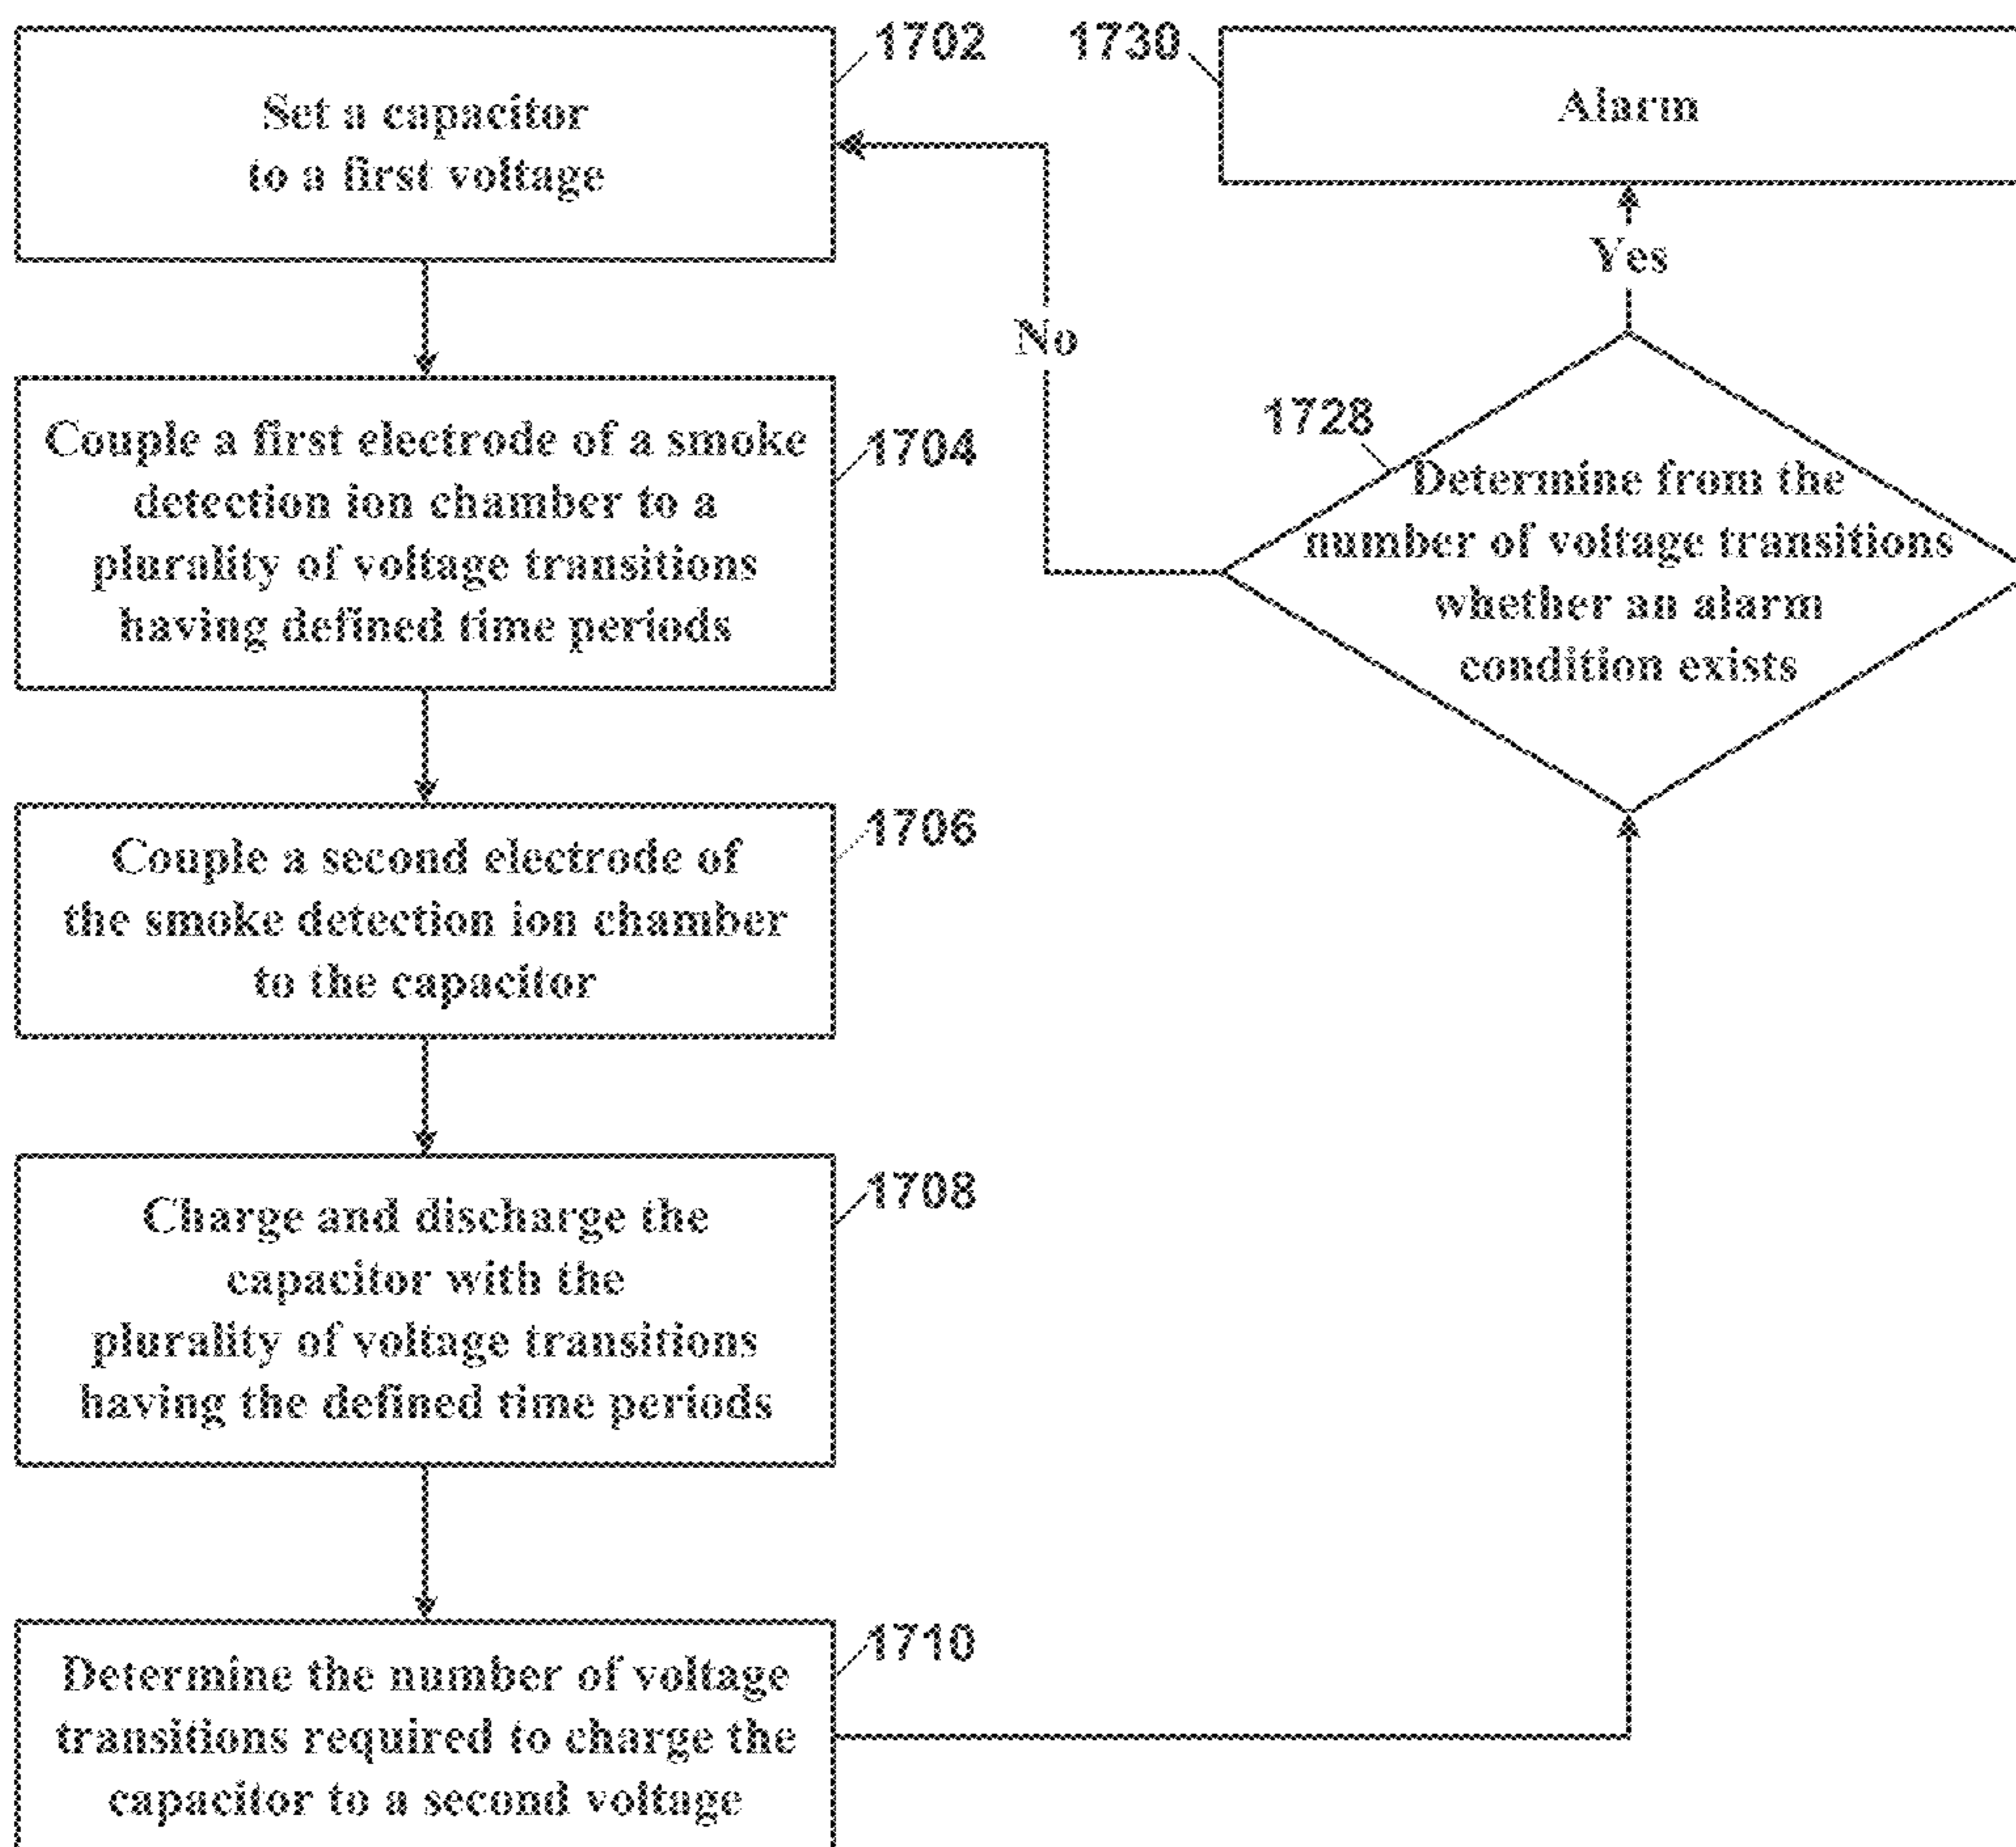 1702
Set a capacitor
to a first voltage
1704
Couple a first electrode of a smoke
detection ion chamber to a
plurality of voltage transitions
having defined time periods
1706
Couple a second electrode of
the smoke detection ion chamber
to the capacitor
1708
Charge and discharge the
capacitor with the
plurality of voltage transitions
having the defined time periods
1710
Determine the number of voltage
transitions required to charge the
capacitor to a second voltage
1728
Determine from the
number of voltage transitions
whether an alarm
condition exists
No
Yes
1730
Alarm